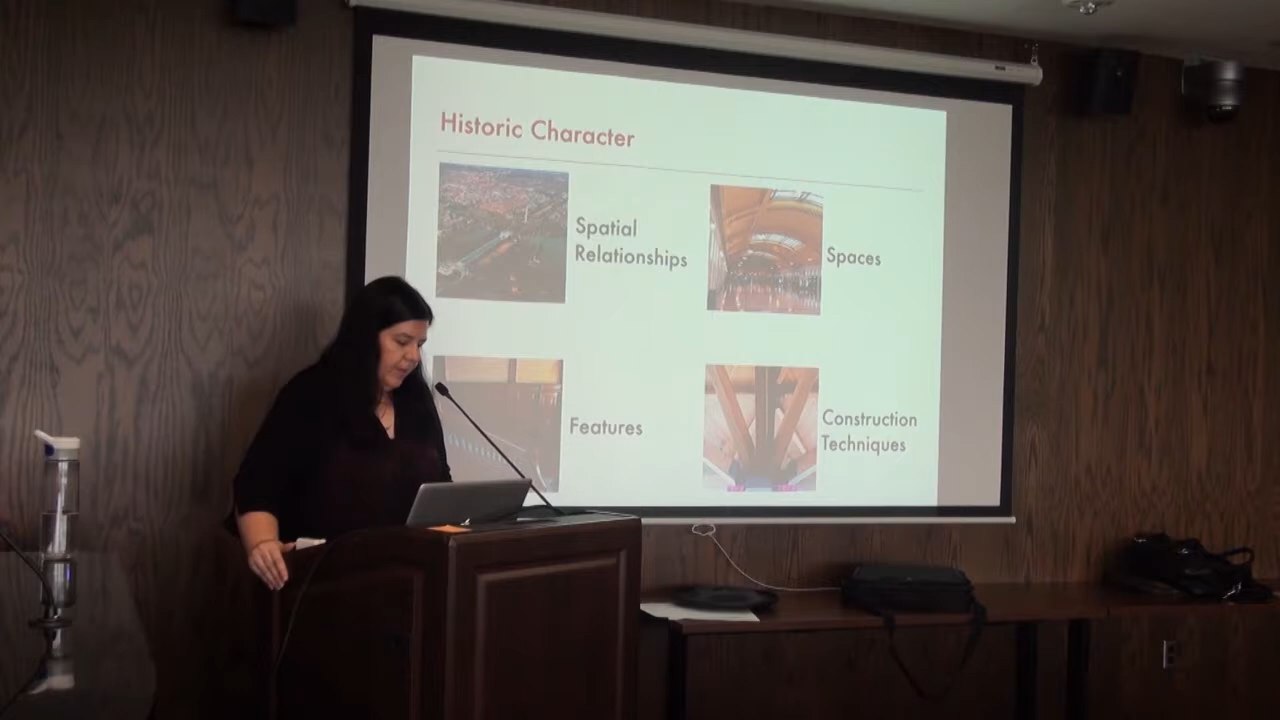 Historic Character
Spatial
Relationships
Spaces
Features
Construction
Techniques